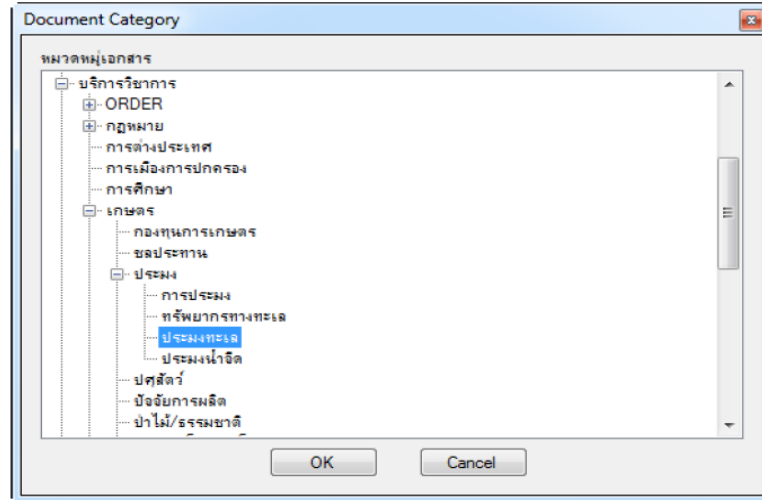 Document Category
หมวดหมู่เอกสาร
บริการวิชาการ
ORDER
กฎหมาย
การต่างประเทศ
การเมืองการปกครอง
การศึกษา
เกษตร
กองทุนการเกษตร
ชลประทาน
ประมง
การประมง
ทรัพยากรทางทะเล
ประมงทะเล
ประมงน้ำจืด
ปศุสัตว์
ปัจจัยการผลิต
ป่าไม้/ธรรมชาติ
OK Cancel